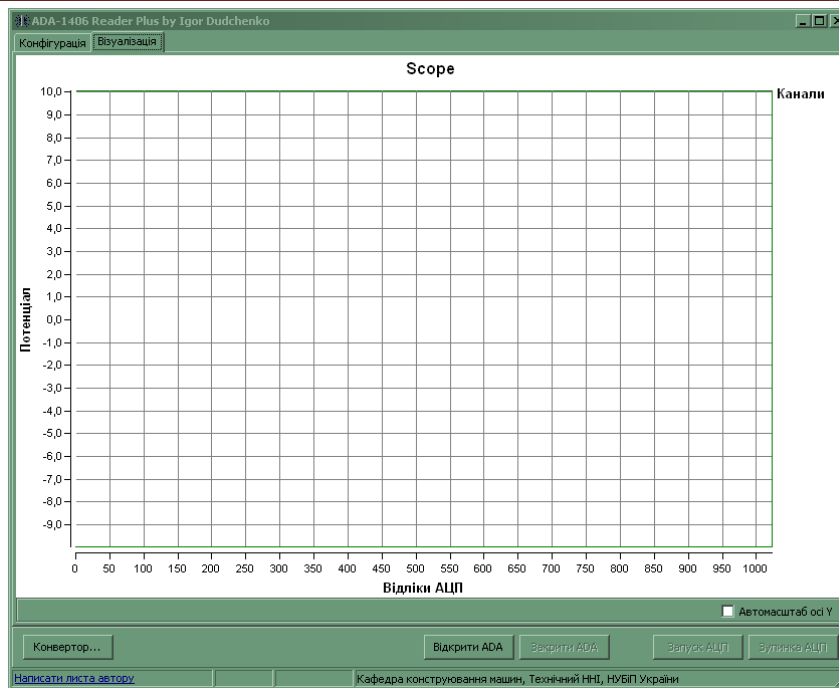 ADA-1406 Reader Plus by Igor Dudchenko
Конфігурація Візуалізація
Scope
Канали
10,0
9,0
8,0
7,0
6,0
5,0
4,0
3,0
2,0
1,0
0,0
-1,0
-2,0
-3,0
-4,0
-5,0
-6,0
-7,0
-8,0
-9,0
Потенціал
0 50 100 150 200 250 300 350 400 450 500 550 600 650 700 750 800 850 900 950 1000
Відліки АЦП
Автомасштаб осі Y
Конвертор... Відкрити ADA Закрити ADA Запуск АЦП Зупинка АЦП
Написати листа автору Кафедра конструювання машин, Технічний ННІ, НУБіП України